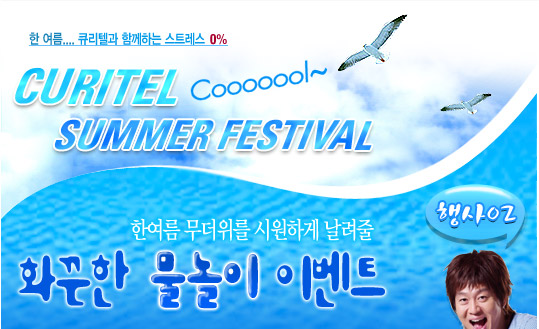 한 여름.... 큐리텔과 함께하는 스트레스 0%
CURITEL Cooooool~
SUMMER FESTIVAL
행사02
한여름 무더위를 시원하게 날려줄
화끈한 물놀이 이벤트